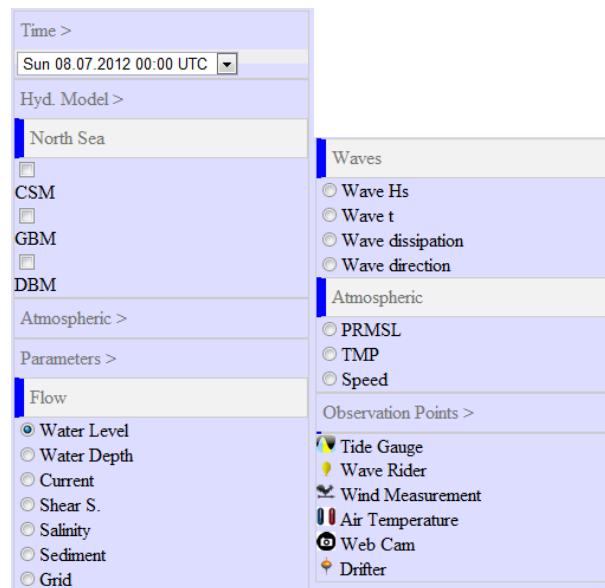 Time >
Sun 08.07.2012 00:00 UTC
Hyd. Model >
North Sea
CSM
GBM
DBM
Atmospheric >
Parameters >
Flow
Water Level
Water Depth
Current
Shear S.
Salinity
Sediment
Grid
Waves
Wave Hs
Wave t
Wave dissipation
Wave direction
Atmospheric
PRMSL
TMP
Speed
Observation Points >
Tide Gauge
Wave Rider
Wind Measurement
Air Temperature
Web Cam
Drifter